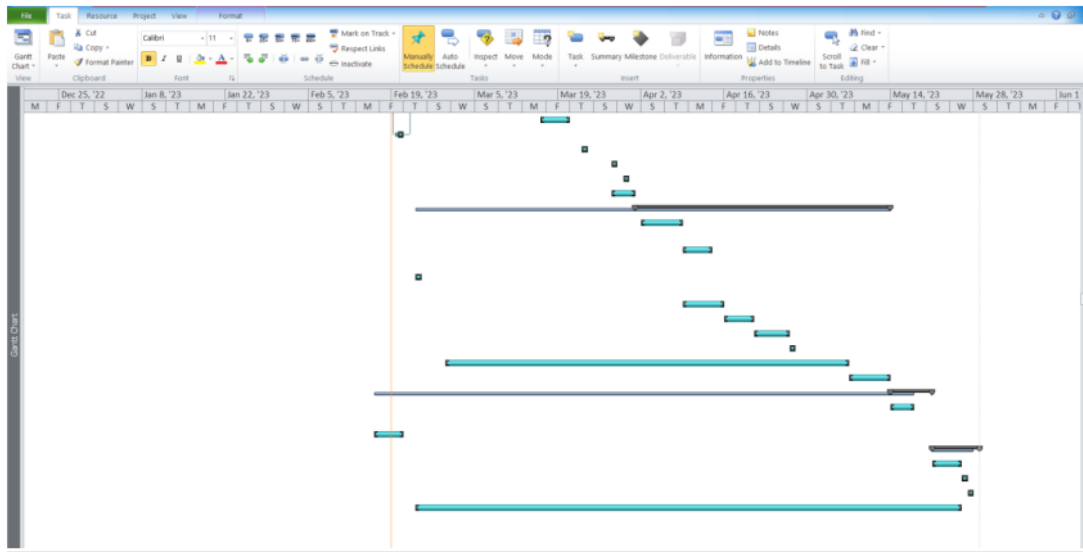 File Task Resource Project View Format
Cut
Copy
Format Painter
Gantt Chart
Paste
Calibri 11
B I U A
Mark on Track
Respect Links
Inactivate
Manually Schedule
Auto Schedule
Inspect Move Mode
Task Summary Milestone Deliverable
Information
Notes
Details
Add to Timeline
Scroll to Task
Find
Clear
Fill
View Clipboard Font Schedule Tasks Insert Properties Editing
Dec 25, '22 Jan 8, '23 Jan 22, '23 Feb 5, '23 Feb 19, '23 Mar 5, '23 Mar 19, '23 Apr 2, '23 Apr 16, '23 Apr 30, '23 May 14, '23 May 28, '23 Jun 1
M F T S W S T M F T S W S T M F T S W S T M F T S W S T M F T S W S T M F T
Gantt Chart